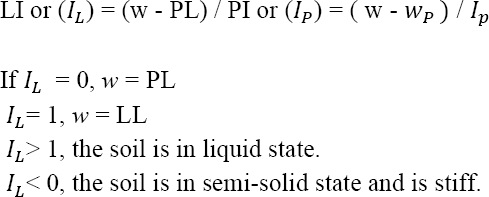 LI or (I_L) = (w - PL) / PI or (I_P) = ( w - w_P ) / I_p
If I_L = 0, w = PL
I_L= 1, w = LL
I_L> 1, the soil is in liquid state.
I_L< 0, the soil is in semi-solid state and is stiff.